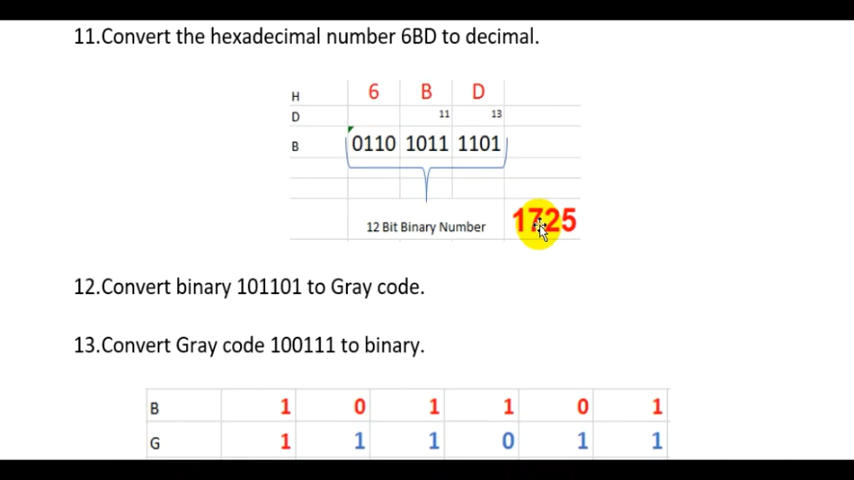 11.Convert the hexadecimal number 6BD to decimal.
H 6 B D
D 11 13
B 0110 1011 1101
12 Bit Binary Number 1725
12.Convert binary 101101 to Gray code.
13.Convert Gray code 100111 to binary.
B 1 0 1 1 0 1
G 1 1 1 0 1 1